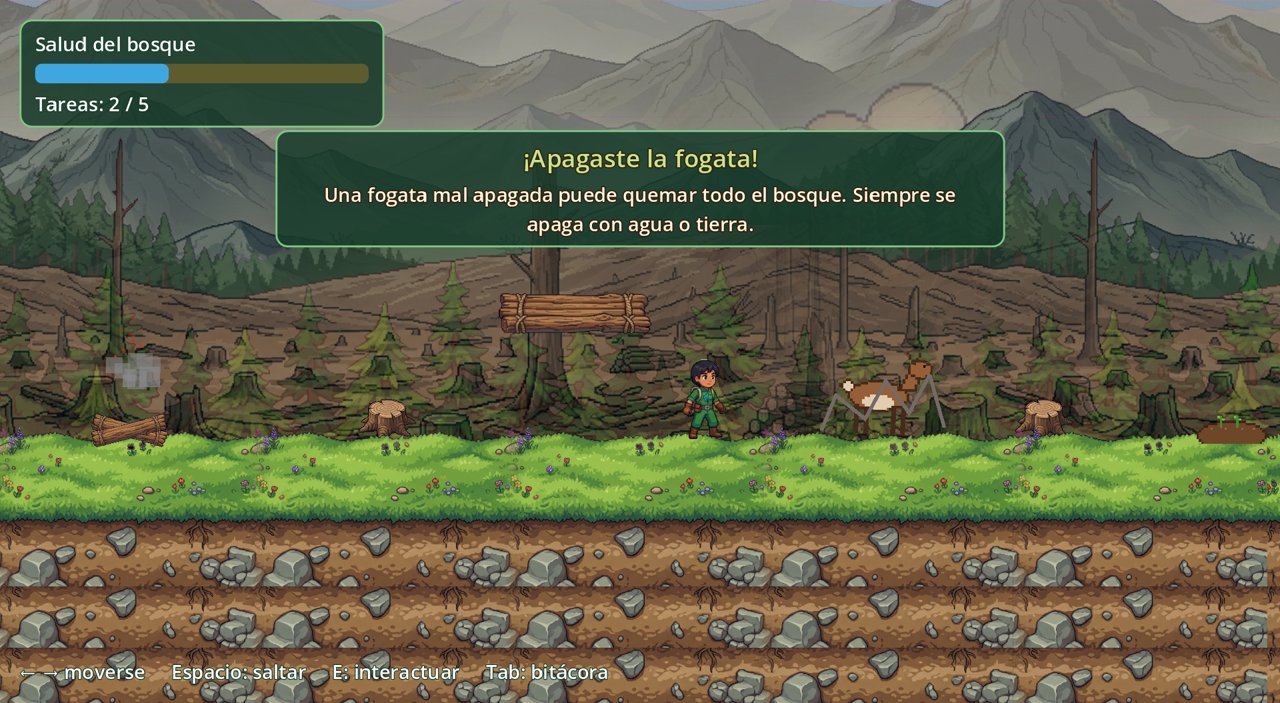 Salud del bosque
Tareas: 2 / 5
¡Apagaste la fogata!
Una fogata mal apagada puede quemar todo el bosque. Siempre se
apaga con agua o tierra.
← → moverse Espacio: saltar E: interactuar Tab: bitácora